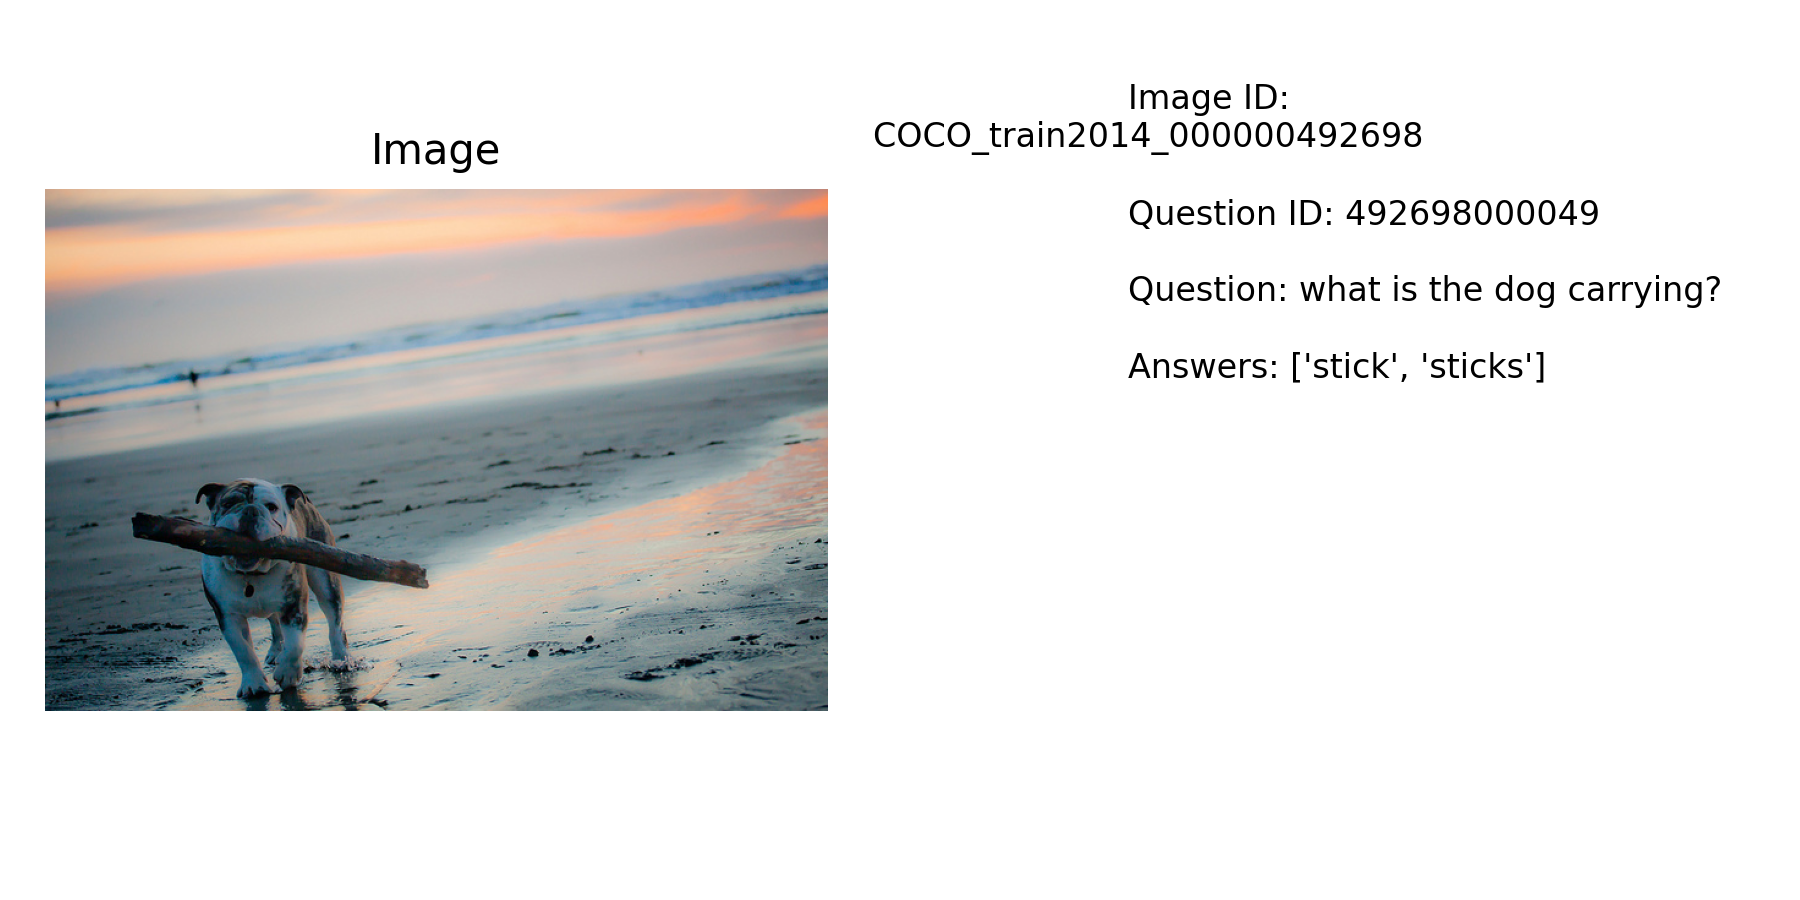 Image
Image ID:
COCO_train2014_000000492698
Question ID: 492698000049
Question: what is the dog carrying?
Answers: ['stick', 'sticks']